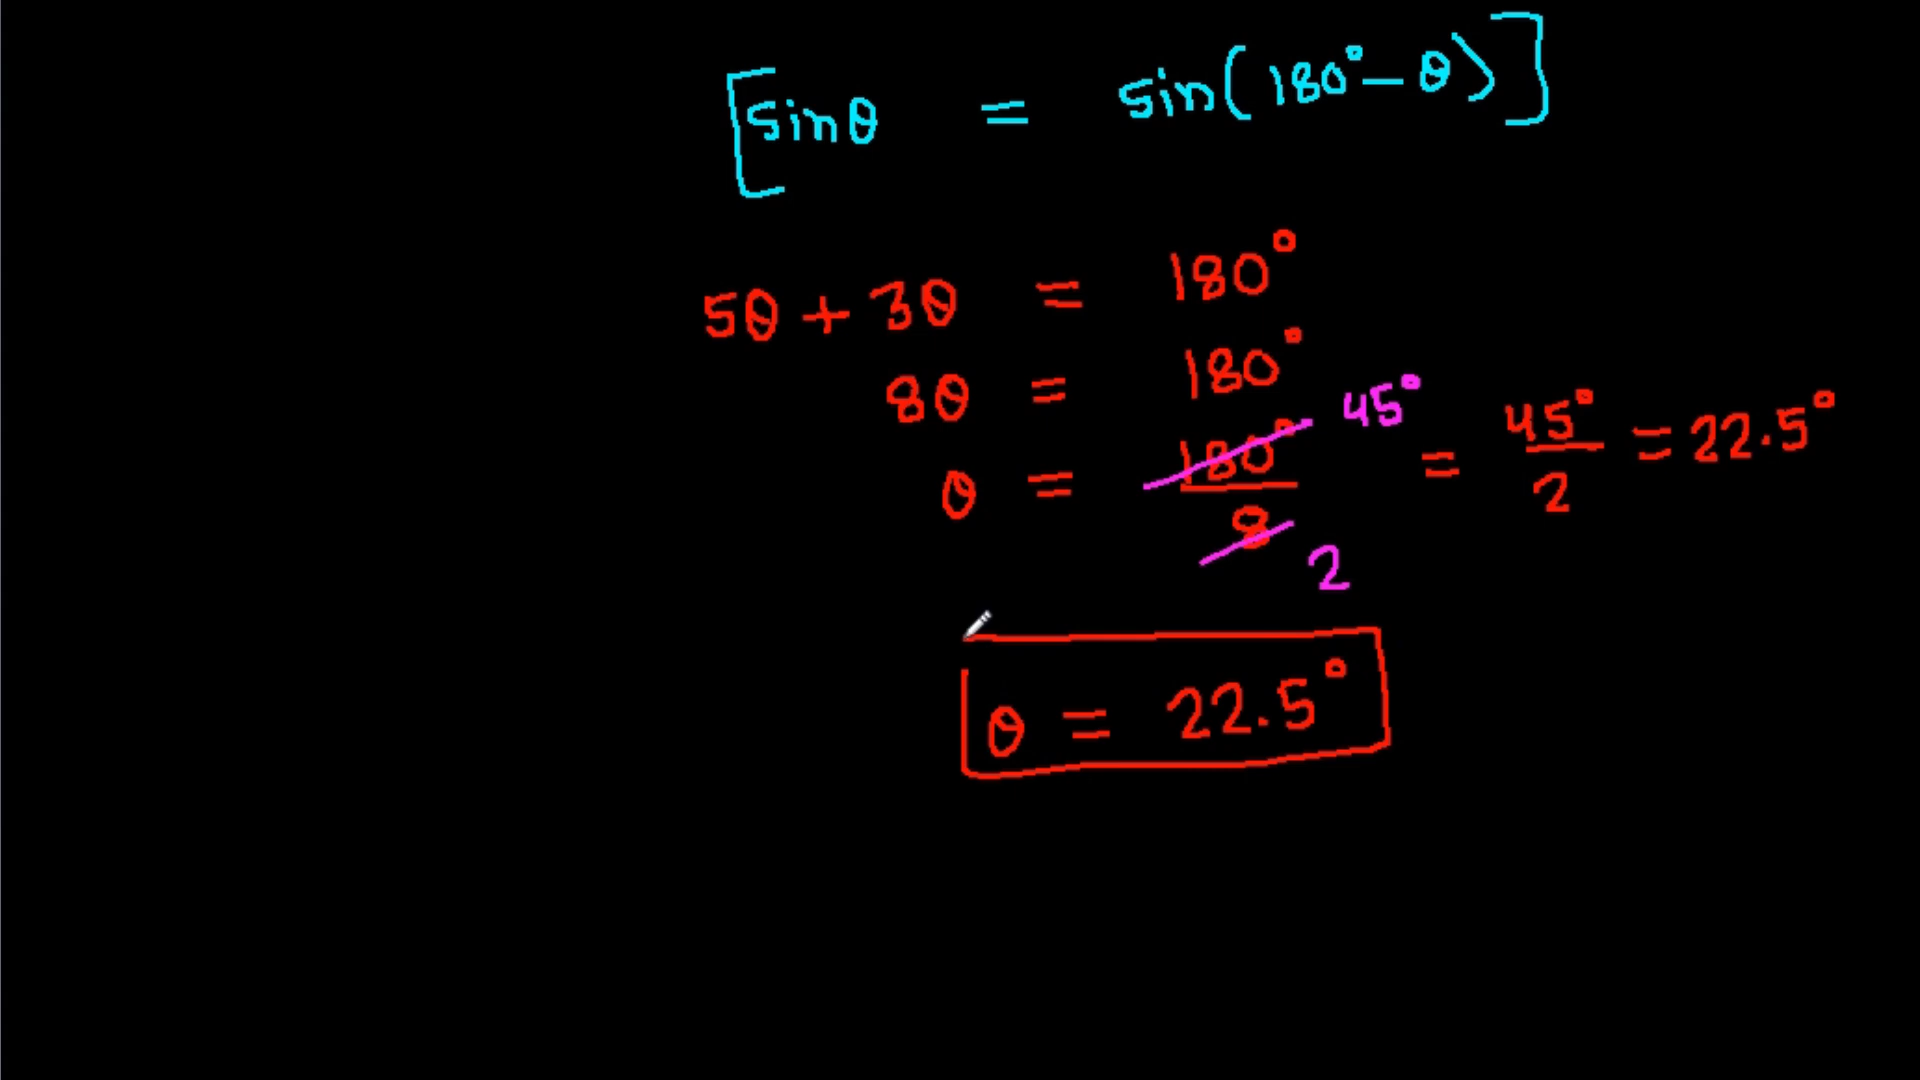 [sinθ = sin(180°-θ)]
5θ + 3θ = 180°
8θ = 180°
θ = 180°/8 = 45°/2 = 22.5°
45°
2
θ = 22.5°